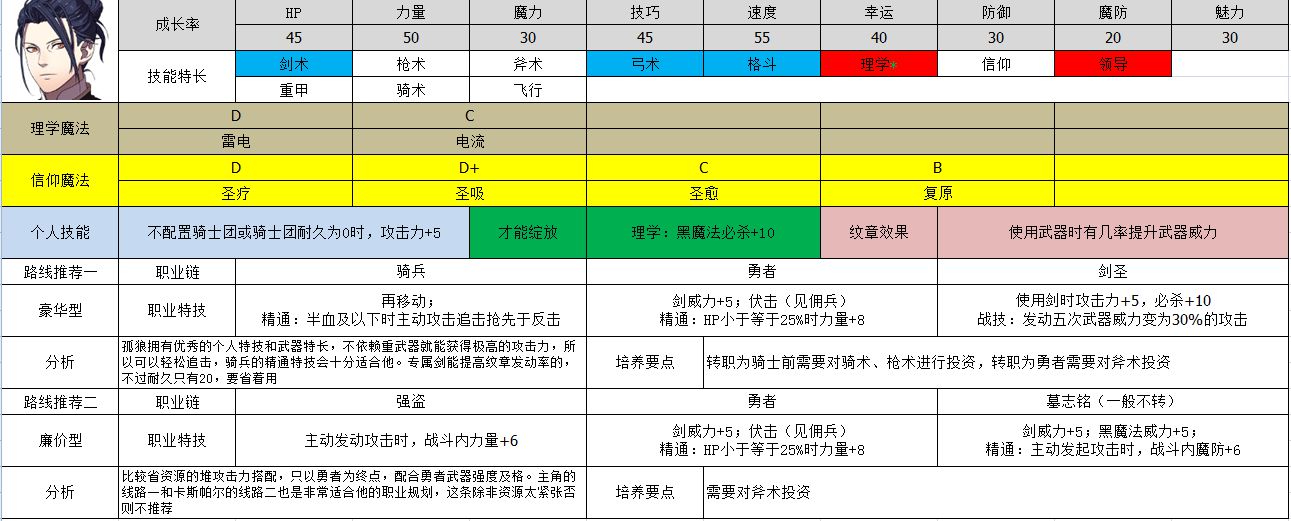 成长率 HP 力量 魔力 技巧 速度 幸运 防御 魔防 魅力
45 50 30 45 55 40 30 20 30
技能特长 剑术 枪术 斧术 弓术 格斗 理学* 信仰 领导
重甲 骑术 飞行
理学魔法 D C
雷电 电流
信仰魔法 D D+ C B
圣疗 圣吸 圣愈 复原
个人技能 不配置骑士团或骑士团耐久为0时，攻击力+5 才能绽放 理学：黑魔法必杀+10 纹章效果 使用武器时有几率提升武器威力
路线推荐一 职业链 骑兵 勇者 剑圣
豪华型 职业特技 再移动； 剑威力+5；伏击（见佣兵） 使用剑时攻击力+5，必杀+10
精通：半血及以下时主动攻击追击抢先于反击 精通：HP小于等于25%时力量+8 战技：发动五次武器威力变为30%的攻击
分析 孤狼拥有优秀的个人特技和武器特长，不依赖重武器就能获得极高的攻击力，所
以可以轻松追击，骑兵的精通特技会十分适合他。专属剑能提高纹章发动率的，
不过耐久只有20，要省着用
培养要点 转职为骑士前需要对骑术、枪术进行投资，转职为勇者需要对斧术投资
路线推荐二 职业链 强盗 勇者 墓志铭（一般不转）
廉价型 职业特技 主动发动攻击时，战斗内力量+6 剑威力+5；伏击（见佣兵） 剑威力+5；黑魔法威力+5；
精通：HP小于等于25%时力量+8 精通：主动发起攻击时，战斗内魔防+6
分析 比较省资源的堆攻击力搭配，只以勇者为终点，配合勇者武器强度及格。主角的
线路一和卡斯帕尔的线路二也是非常适合他的职业规划，这条除非资源太紧张否
则不推荐
培养要点 需要对斧术投资